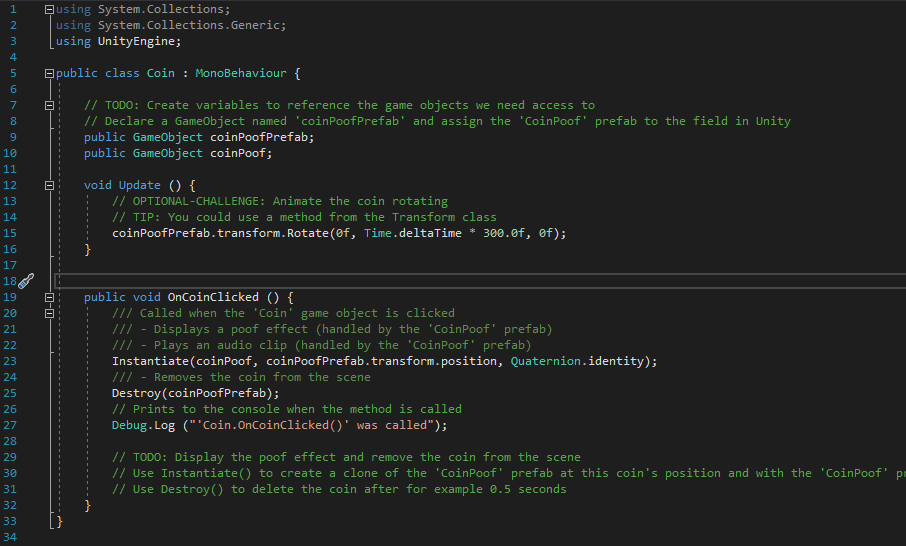 1 using System.Collections;
2 using System.Collections.Generic;
3 using UnityEngine;
4
5 public class Coin : MonoBehaviour {
6
7 // TODO: Create variables to reference the game objects we need access to
8 // Declare a GameObject named 'coinPoofPrefab' and assign the 'CoinPoof' prefab to the field in Unity
9 public GameObject coinPoofPrefab;
10 public GameObject coinPoof;
11
12 void Update () {
13 // OPTIONAL-CHALLENGE: Animate the coin rotating
14 // TIP: You could use a method from the Transform class
15 coinPoofPrefab.transform.Rotate(0f, Time.deltaTime * 300.0f, 0f);
16 }
17
18
19 public void OnCoinClicked () {
20 /// Called when the 'Coin' game object is clicked
21 /// - Displays a poof effect (handled by the 'CoinPoof' prefab)
22 /// - Plays an audio clip (handled by the 'CoinPoof' prefab)
23 Instantiate(coinPoof, coinPoofPrefab.transform.position, Quaternion.identity);
24 /// - Removes the coin from the scene
25 Destroy(coinPoofPrefab);
26 // Prints to the console when the method is called
27 Debug.Log ("'Coin.OnCoinClicked()' was called");
28
29 // TODO: Display the poof effect and remove the coin from the scene
30 // Use Instantiate() to create a clone of the 'CoinPoof' prefab at this coin's position and with the 'CoinPoof' pr
31 // Use Destroy() to delete the coin after for example 0.5 seconds
32 }
33 }
34